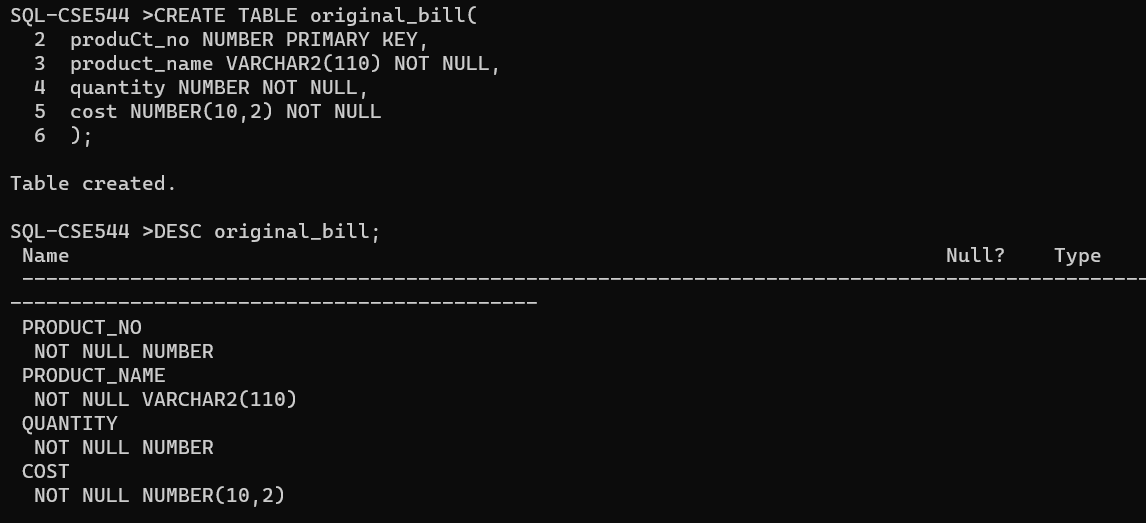 SQL-CSE544 >CREATE TABLE original_bill(
  2  produCt_no NUMBER PRIMARY KEY,
  3  product_name VARCHAR2(110) NOT NULL,
  4  quantity NUMBER NOT NULL,
  5  cost NUMBER(10,2) NOT NULL
  6  );
Table created.
SQL-CSE544 >DESC original_bill;
 Name                                                                         Null?    Type
 ----------------------------------------------------------------------------------------------
--------------------------------------------
 PRODUCT_NO
  NOT NULL NUMBER
 PRODUCT_NAME
  NOT NULL VARCHAR2(110)
 QUANTITY
  NOT NULL NUMBER
 COST
  NOT NULL NUMBER(10,2)